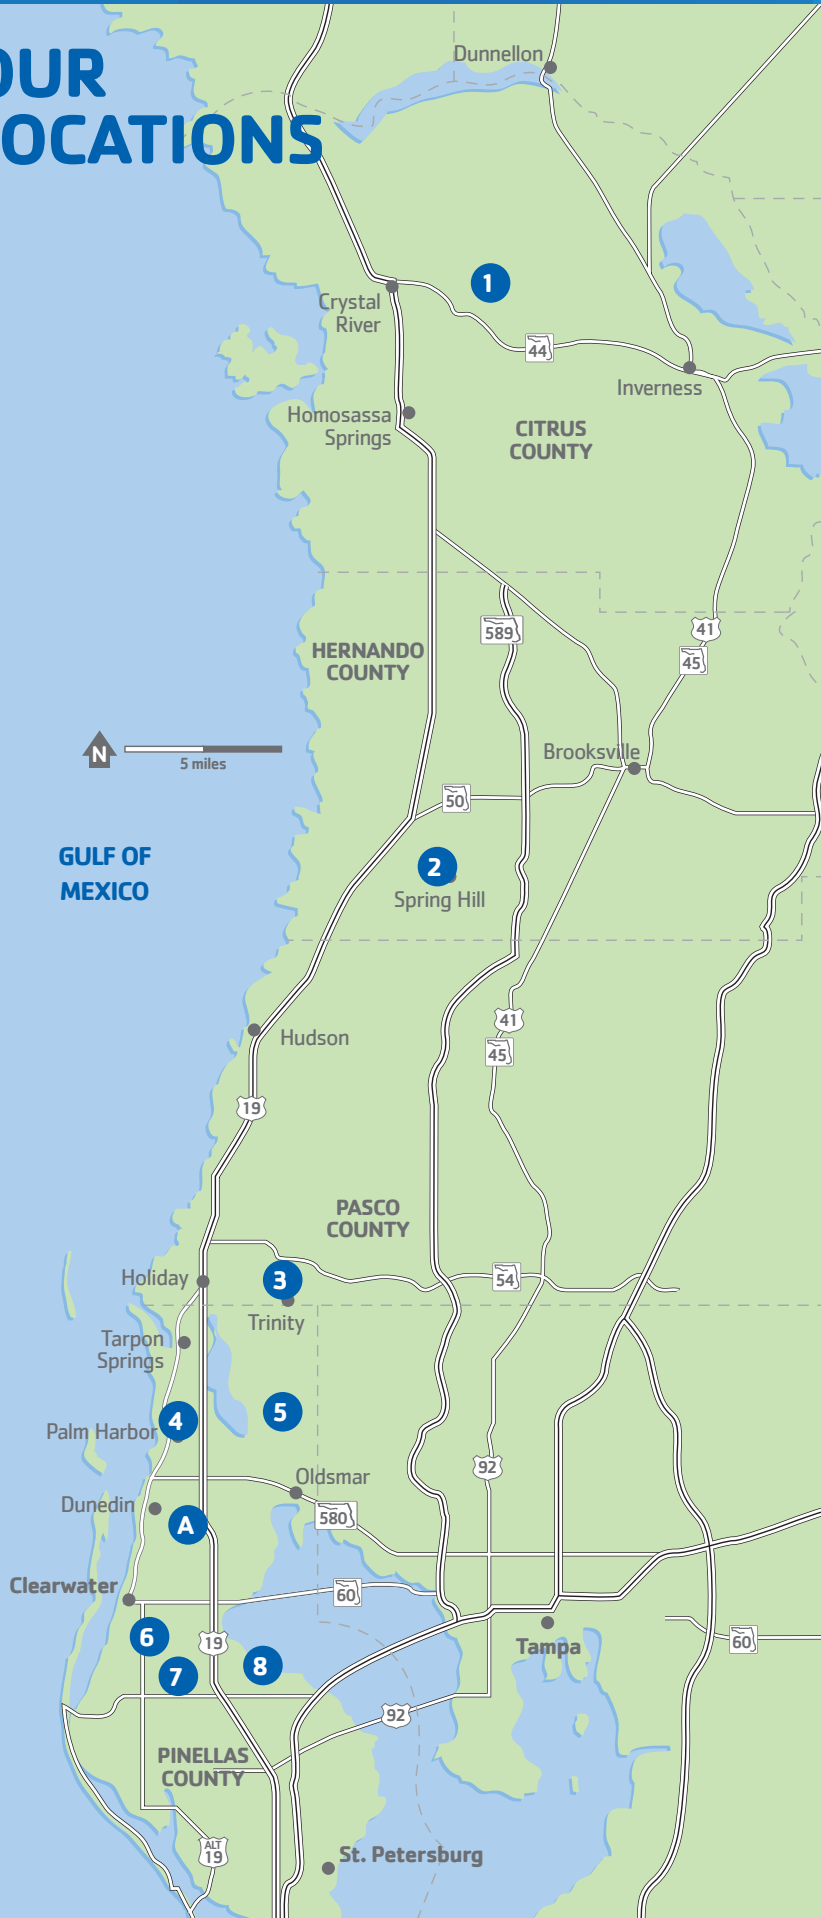 OUR
OCATIONS
Dunnellon
1
Crystal
River
44
Inverness
Homosassa
Springs
CITRUS
COUNTY
589
41
HERNANDO
COUNTY
45
N
5 miles
Brooksville
50
GULF OF
MEXICO
2
Spring Hill
41
Hudson
45
19
PASCO
COUNTY
Holiday
3
54
Trinity
Tarpon
Springs
4
5
Palm Harbor
92
Oldsmar
Dunedin
580
A
Clearwater
60
6
19
Tampa
60
7
8
92
PINELLAS
COUNTY
ALT
19
St. Petersburg